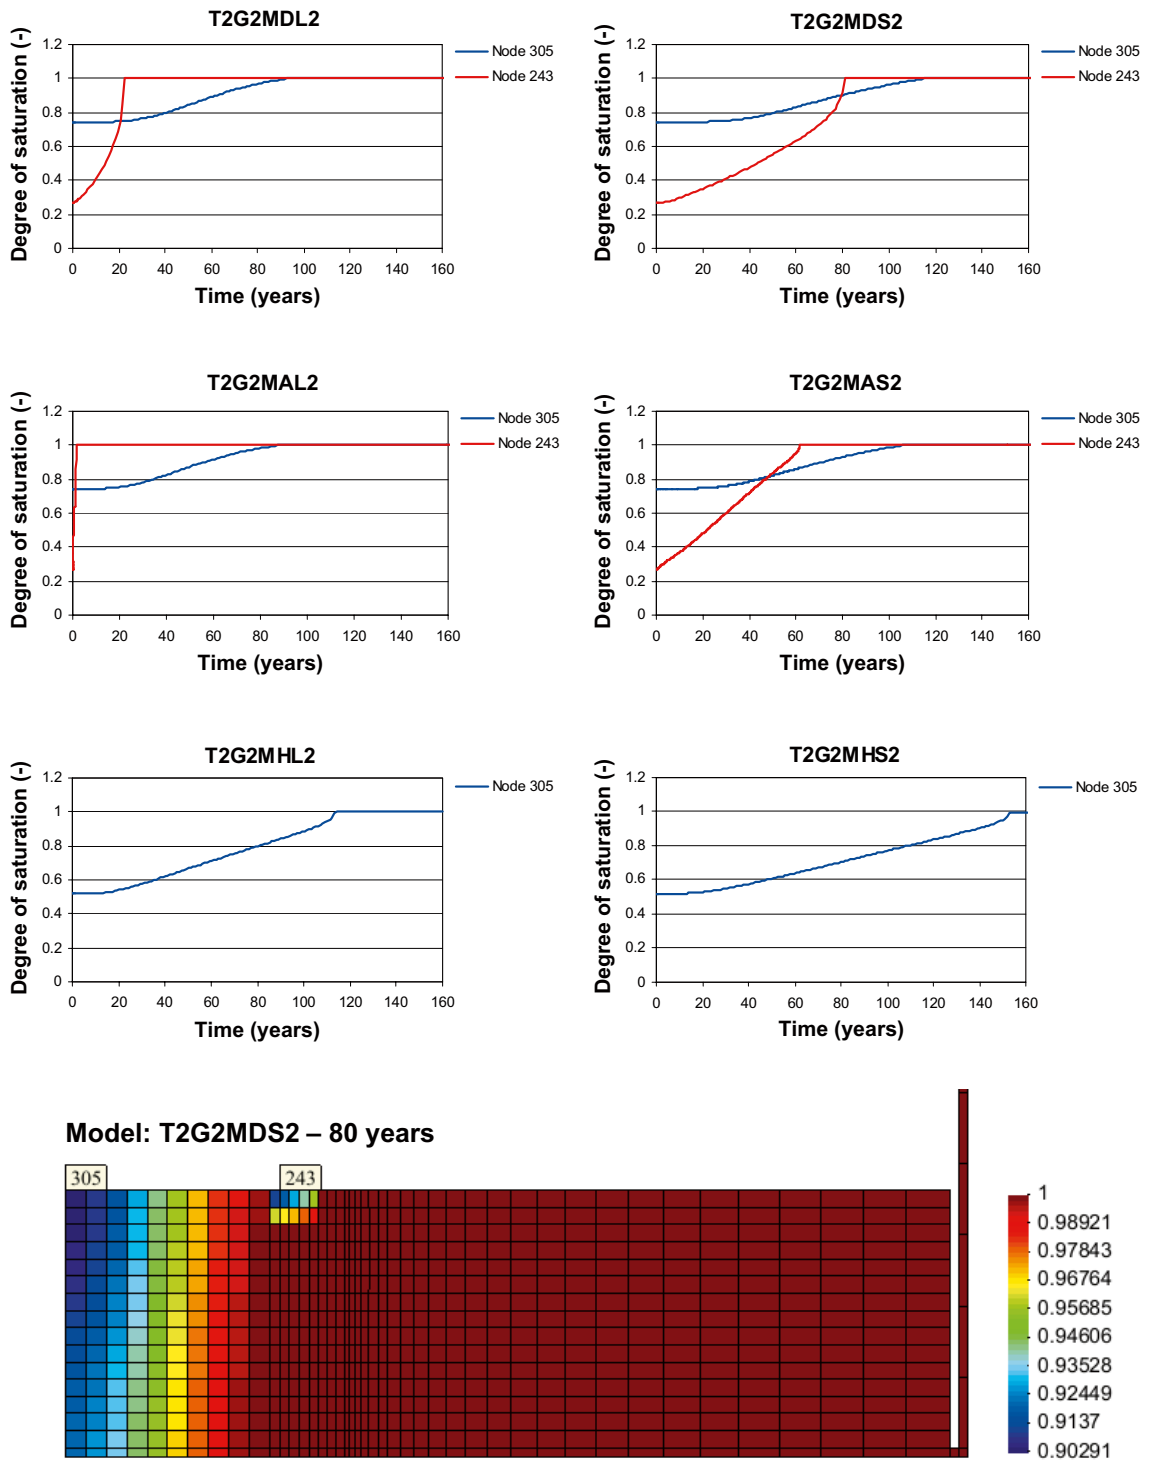 T2G2MDL2
Degree of saturation (-)
1.2
1
0.8
0.6
0.4
0.2
0
0 20 40 60 80 100 120 140 160
Time (years)
Node 305
Node 243
T2G2MDS2
Degree of saturation (-)
1.2
1
0.8
0.6
0.4
0.2
0
0 20 40 60 80 100 120 140 160
Time (years)
Node 305
Node 243
T2G2MAL2
Degree of saturation (-)
1.2
1
0.8
0.6
0.4
0.2
0
0 20 40 60 80 100 120 140 160
Time (years)
Node 305
Node 243
T2G2MAS2
Degree of saturation (-)
1.2
1
0.8
0.6
0.4
0.2
0
0 20 40 60 80 100 120 140 160
Time (years)
Node 305
Node 243
T2G2MHL2
Degree of saturation (-)
1.2
1
0.8
0.6
0.4
0.2
0
0 20 40 60 80 100 120 140 160
Time (years)
Node 305
T2G2MHS2
Degree of saturation (-)
1.2
1
0.8
0.6
0.4
0.2
0
0 20 40 60 80 100 120 140 160
Time (years)
Node 305
Model: T2G2MDS2 – 80 years
305
243
1
0.98921
0.97843
0.96764
0.95685
0.94606
0.93528
0.92449
0.9137
0.90291